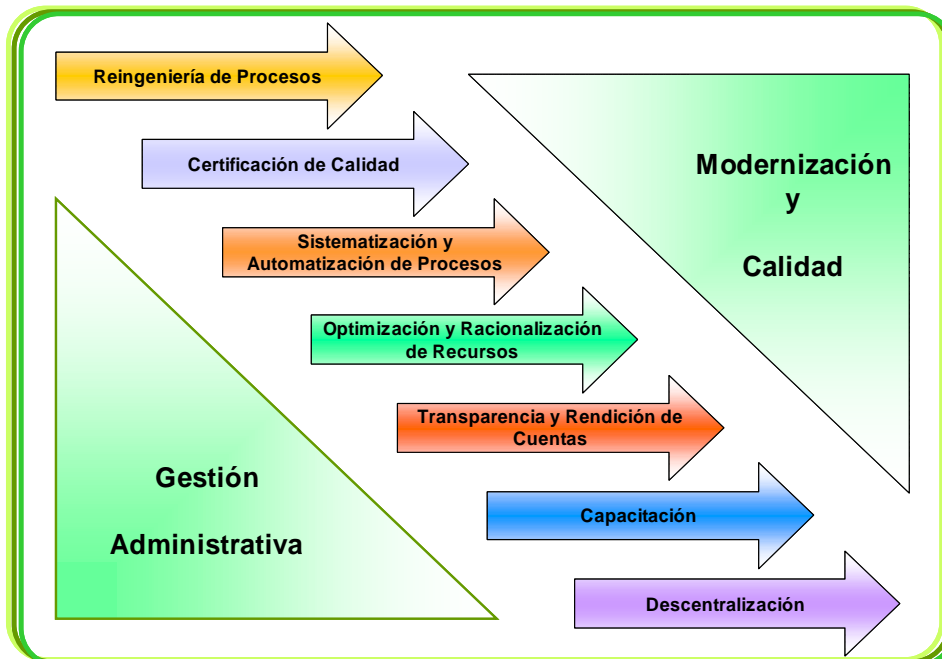 Reingeniería de Procesos
Certificación de Calidad
Modernización
y
Calidad
Sistematización y
Automatización de Procesos
Optimización y Racionalización
de Recursos
Transparencia y Rendición de
Cuentas
Gestión
Administrativa
Capacitación
Descentralización